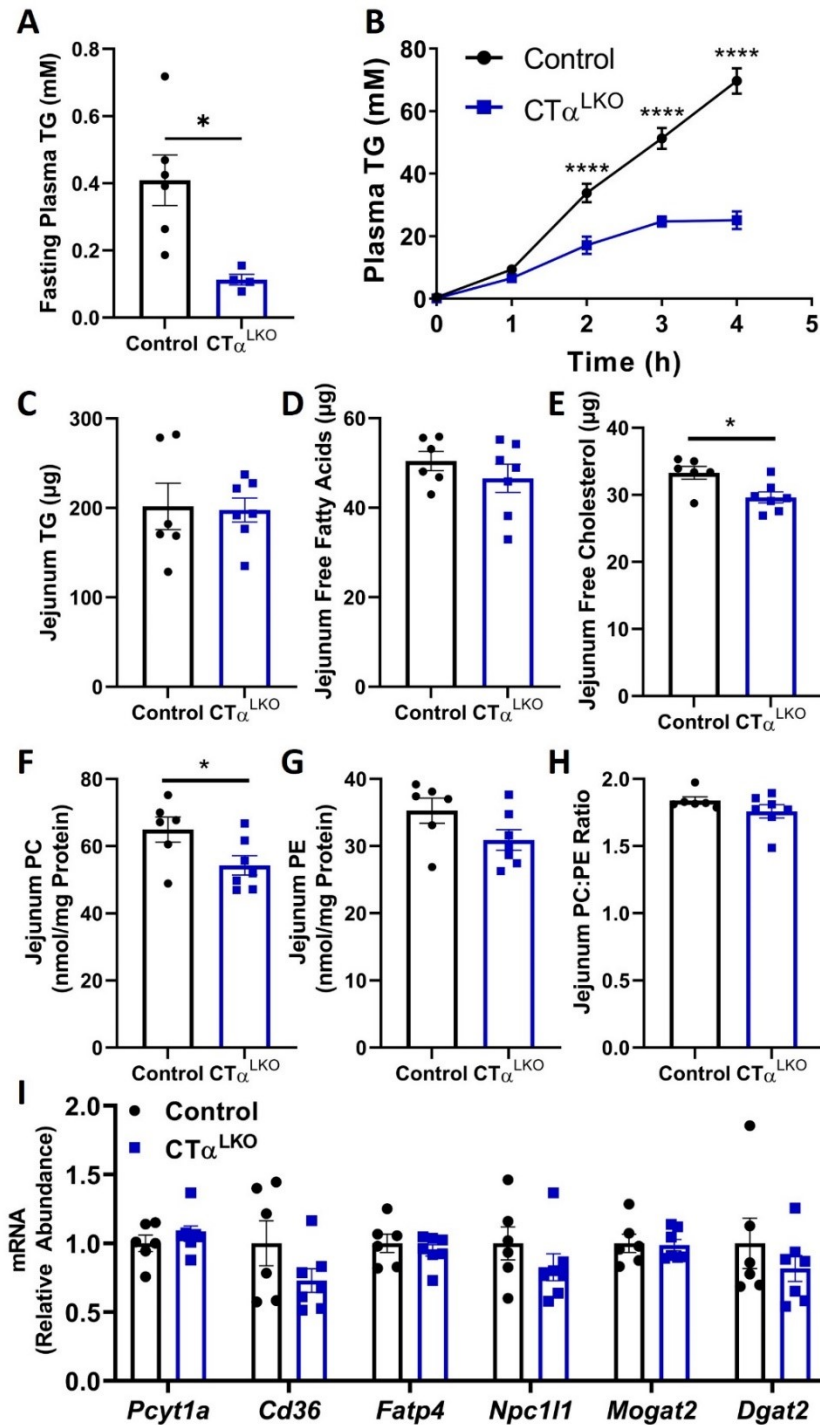 A
Fasting Plasma TG (mM)
0.8
0.6
0.4
0.2
0.0
*
Control CTα^LKO
B
Plasma TG (mM)
80
60
40
20
0
Control
CTα^LKO
****
****
****
0 1 2 3 4 5
Time (h)
C
Jejunum TG (µg)
300
200
100
0
Control CTα^LKO
D
Jejunum Free Fatty Acids (µg)
60
40
20
0
Control CTα^LKO
E
Jejunum Free Cholesterol (µg)
40
30
20
10
0
*
Control CTα^LKO
F
Jejunum PC
(nmol/mg Protein)
80
60
40
20
0
*
Control CTα^LKO
G
Jejunum PE
(nmol/mg Protein)
40
30
20
10
0
Control CTα^LKO
H
Jejunum PC:PE Ratio
2.0
1.5
1.0
0.5
0.0
Control CTα^LKO
I
mRNA
(Relative Abundance)
2.0
1.5
1.0
0.5
0.0
Control
CTα^LKO
Pcyt1a Cd36 Fatp4 Npc1l1 Mogat2 Dgat2